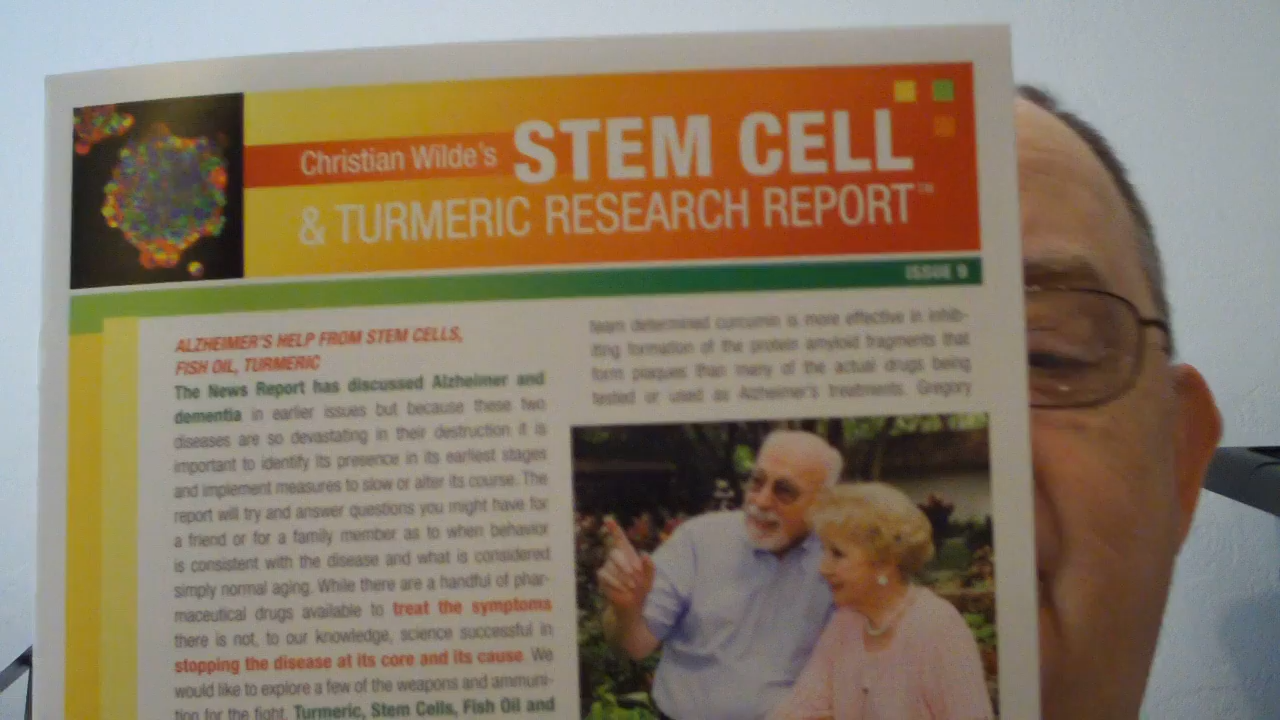 Christian Wilde's STEM CELL
& TURMERIC RESEARCH REPORT™
ISSUE 9
ALZHEIMER'S HELP FROM STEM CELLS,
FISH OIL, TURMERIC
The News Report has discussed Alzheimer and
dementia in earlier issues but because these two
diseases are so devastating in their destruction it is
important to identify its presence in its earliest stages
and implement measures to slow or alter its course. The
report will try and answer questions you might have for
a friend or for a family member as to when behavior
is consistent with the disease and what is considered
simply normal aging. While there are a handful of phar-
maceutical drugs available to treat the symptoms
there is not, to our knowledge, science successful in
stopping the disease at its core and its cause. We
would like to explore a few of the weapons and ammuni-
tion for the fight. Turmeric, Stem Cells, Fish Oil and
team determined curcumin is more effective in inhib-
iting formation of the protein amyloid fragments that
form plaques than many of the actual drugs being
tested or used as Alzheimer's treatments. Gregory